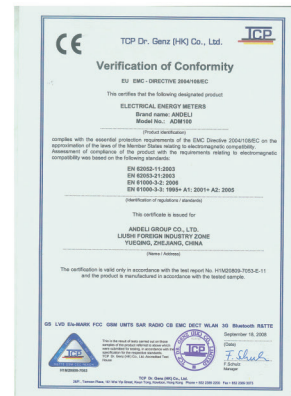 CE
TCP Dr. Genz (HK) Co., Ltd.
TCP
Verification of Conformity
EU EMC - DIRECTIVE 2004/108/EC
This certifies that the following designated product
ELECTRICAL ENERGY METERS
Brand name: ANDELI
Model No.: ADM100
(Product identification)
complies with the essential protection requirements of the EMC Directive 2004/108/EC on the
approximation of the laws of the Member States relating to electromagnetic compatibility.
Assessment of compliance of the product with the requirements relating to electromagnetic
compatibility was based on the following standards:
EN 62052-11:2003
EN 62053-21:2003
EN 61000-3-2: 2006
EN 61000-3-3: 1995+ A1: 2001+ A2: 2005
(Identification of regulations / standards)
This certificate is issued for
ANDELI GROUP CO., LTD.
LIUSHI FOREIGN INDUSTRY ZONE
YUEQING, ZHEJIANG, CHINA
(Name / Address)
The certification is valid only in accordance with the test report No. H1M20809-7053-E-11
and the product is manufactured in accordance with the tested sample.
GS LVD E/e-MARK FCC GSM UMTS SAR RADIO CB EMC DECT WLAN 3G Bluetooth R&TTE
September 18, 2008
(Date)
F.Schulz
Manager
TCP
TCP Dr. Genz (HK) Co., Ltd